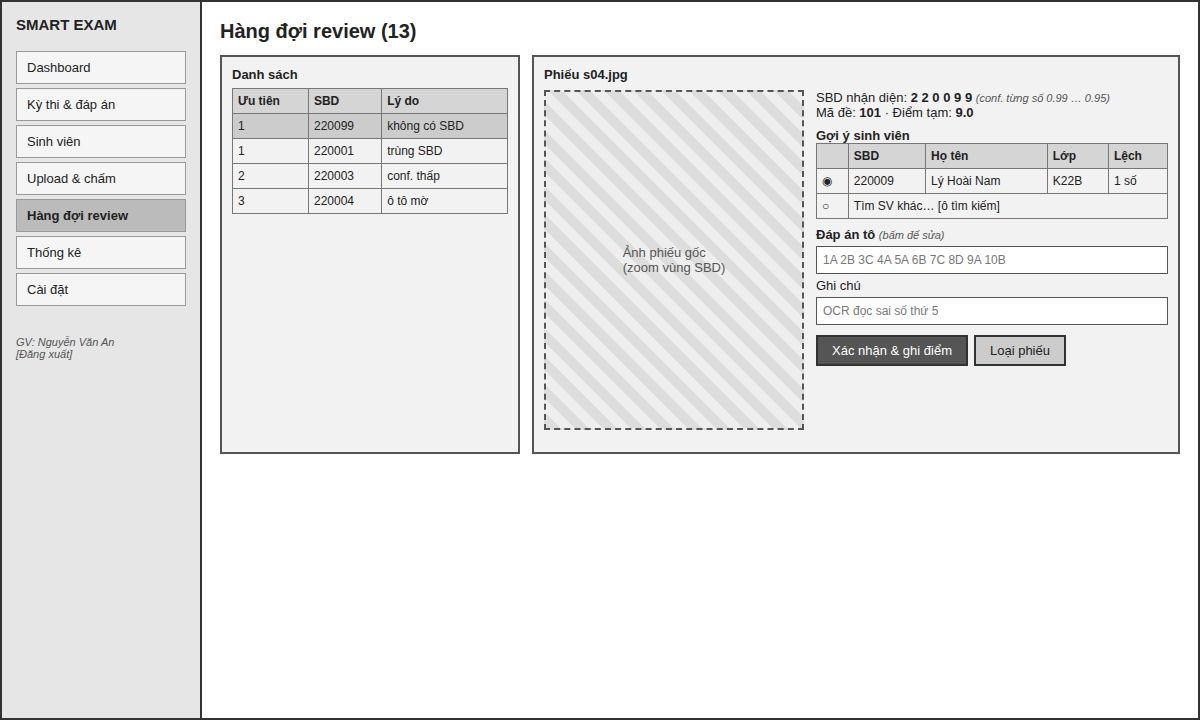 SMART EXAM
Dashboard
Kỳ thi & đáp án
Sinh viên
Upload & chấm
Hàng đợi review
Thống kê
Cài đặt
GV: Nguyễn Văn An
[Đăng xuất]
Hàng đợi review (13)
Danh sách
Ưu tiên SBD Lý do
1 220099 không có SBD
1 220001 trùng SBD
2 220003 conf. thấp
3 220004 ô tô mờ
Phiếu s04.jpg
Ảnh phiếu gốc
(zoom vùng SBD)
SBD nhận diện: 2 2 0 0 9 9 (conf. từng số 0.99 … 0.95)
Mã đề: 101 · Điểm tạm: 9.0
Gợi ý sinh viên
SBD Họ tên Lớp Lệch
◉ 220009 Lý Hoài Nam K22B 1 số
○ Tìm SV khác… [ô tìm kiếm]
Đáp án tô (bấm để sửa)
1A 2B 3C 4A 5A 6B 7C 8D 9A 10B
Ghi chú
OCR đọc sai số thứ 5
Xác nhận & ghi điểm
Loại phiếu